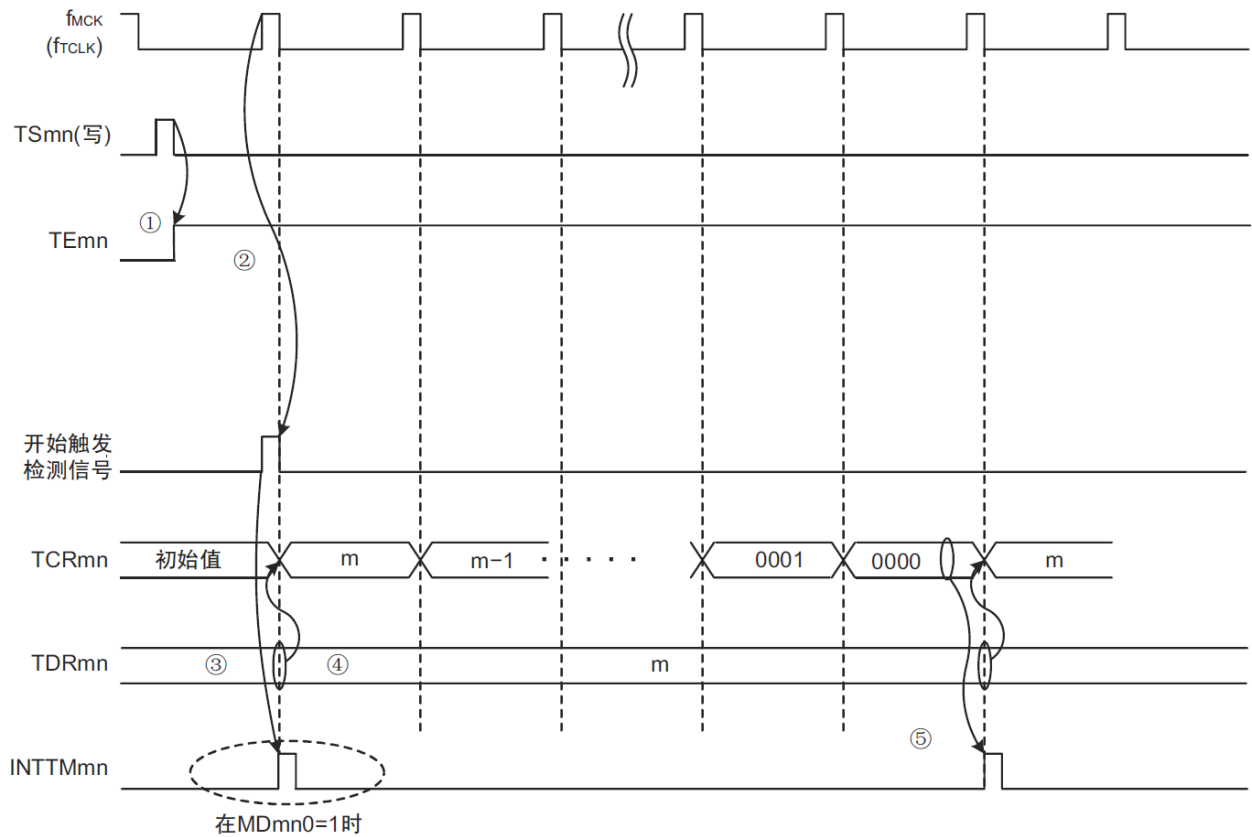 fMCK
(fTCLK)
TSmn(写)
①
TEmn
②
开始触发
检测信号
TCRmn 初始值 m m−1 · · · · · 0001 0000 m
TDRmn ③ ④ m
⑤
INTTMmn
在MDmn0=1时